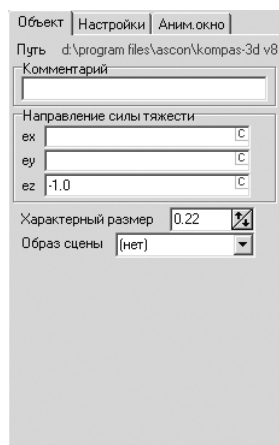 Объект Настройки Аним.окно
Путь d:\program files\ascon\kompas-3d v8
Комментарий
Направление силы тяжести
ex C
ey C
ez -1.0 C
Характерный размер 0.22
Образ сцены (нет)